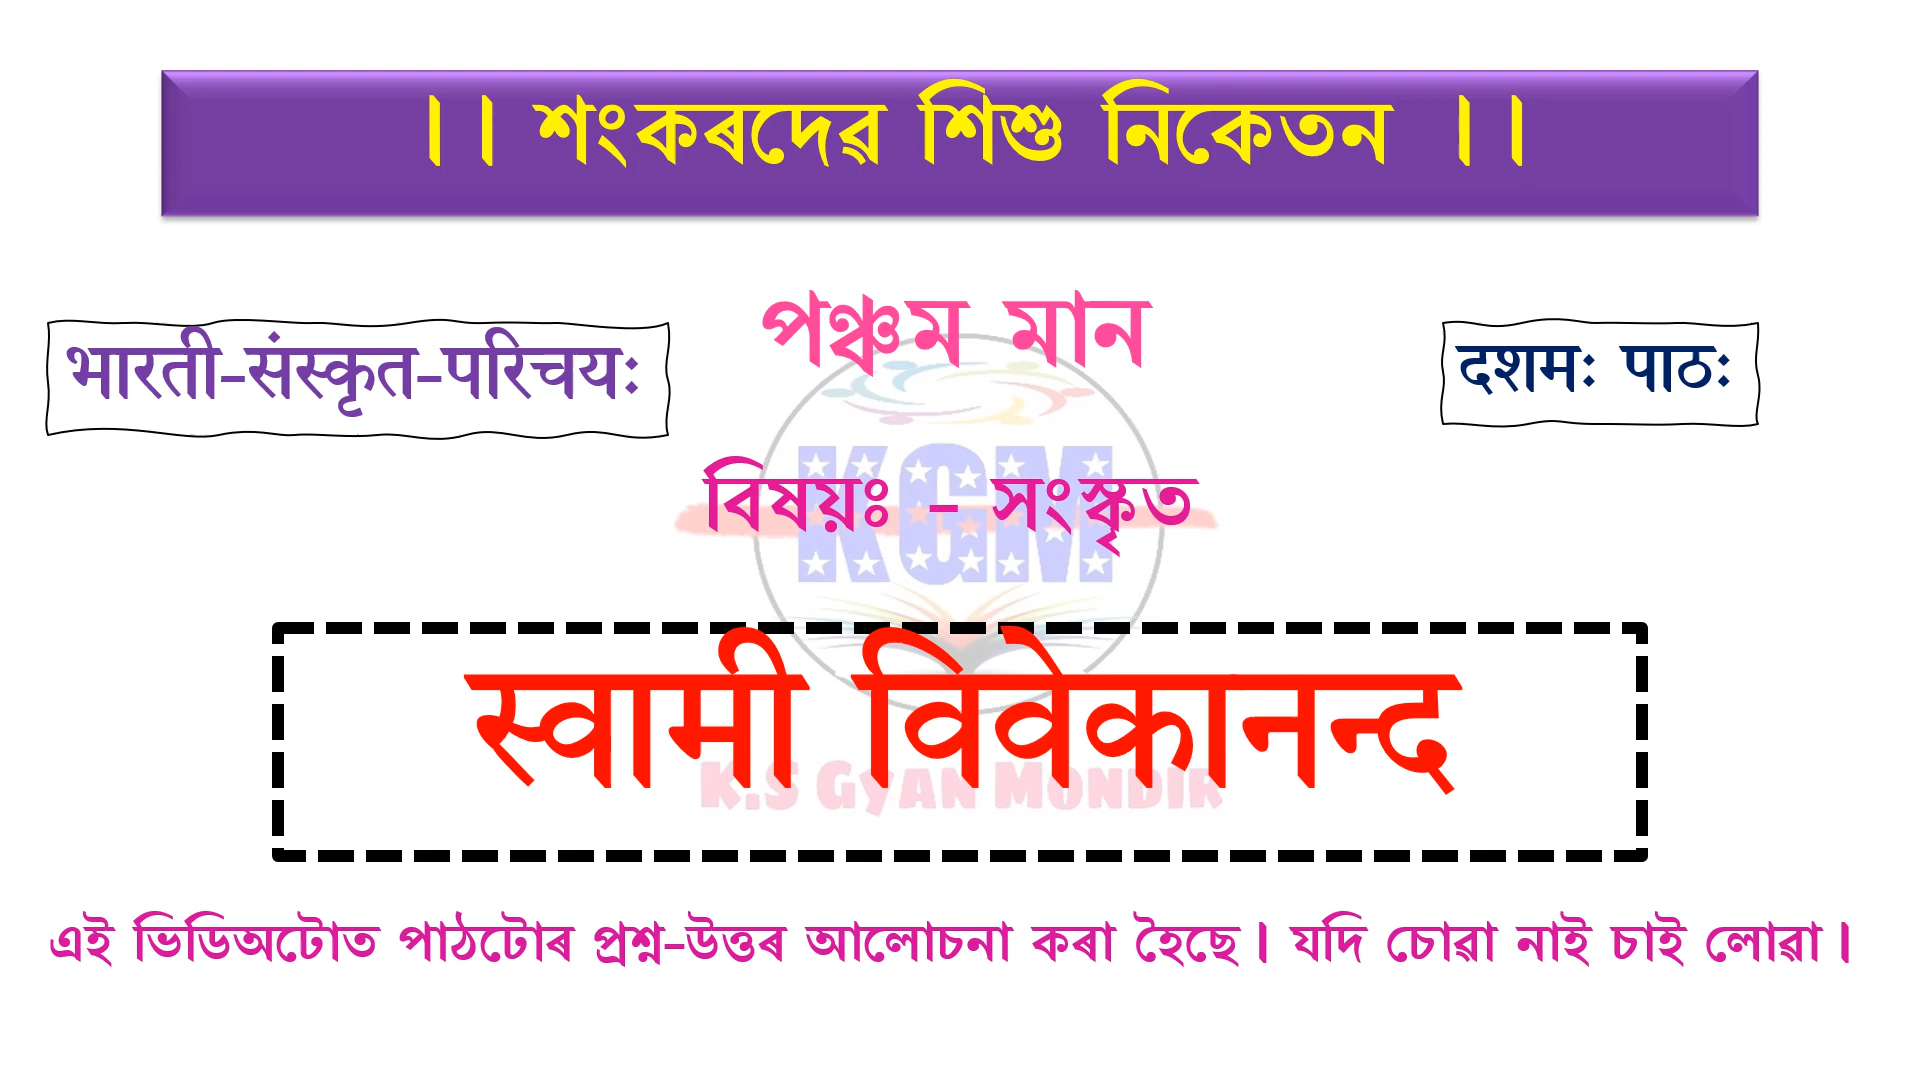 ।। শংকৰদেৱ শিশু নিকেতন ।।
পঞ্চম মান
भारती-संस्कृत-परिचयः
दशमः पाठः
বিষয়ঃ - সংস্কৃত
KGM
स्वामी विवेकानन्द
K.S Gyan Mondir
এই ভিডিঅটোত পাঠটোৰ প্ৰশ্ন-উত্তৰ আলোচনা কৰা হৈছে। যদি চোৱা নাই চাই লোৱা।